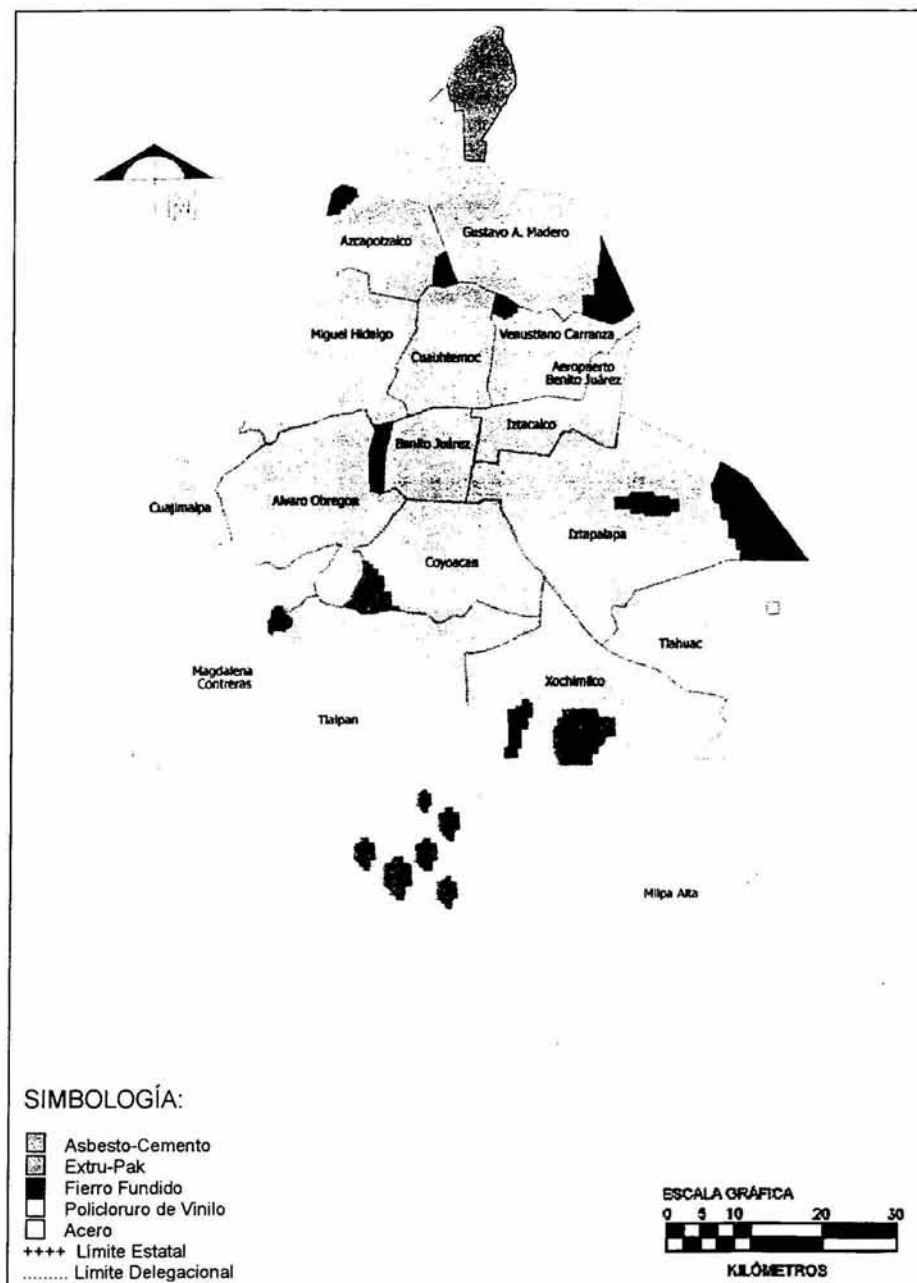 Gustavo A. Madero
Azcapotzalco
Miguel Hidalgo
Venustiano Carranza
Cuauhtemoc
Aeropuerto
Benito Juárez
Iztacalco
Benito Juárez
Cuajimalpa
Alvaro Obregon
Iztapalapa
Coyoacan
Tlahuac
Magdalena
Contreras
Xochimilco
Tlalpan
Milpa Alta
SIMBOLOGÍA:
Asbesto-Cemento
Extru-Pak
Fierro Fundido
Policloruro de Vinilo
Acero
++++ Límite Estatal
.......... Límite Delegacional
ESCALA GRÁFICA
0 5 10 20 30
KILÓMETROS